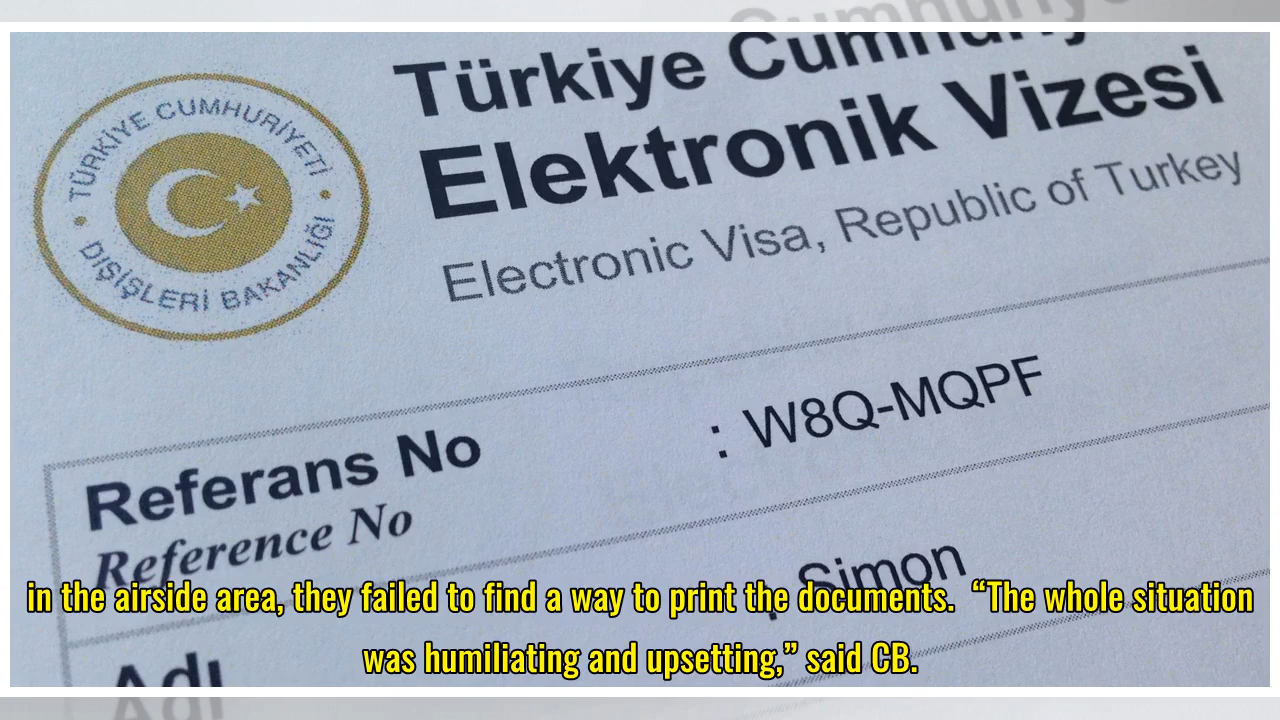 Türkiye Cumhuriye
Elektronik Vizesi
Electronic Visa, Republic of Turkey
TÜRKİYE CUMHURİYETİ
DIŞİŞLERİ BAKANLIĞI
Referans No : W8Q-MQPF
Reference No
Adı : Simon
in the airside area, they failed to find a way to print the documents. “The whole situation
was humiliating and upsetting,” said CB.